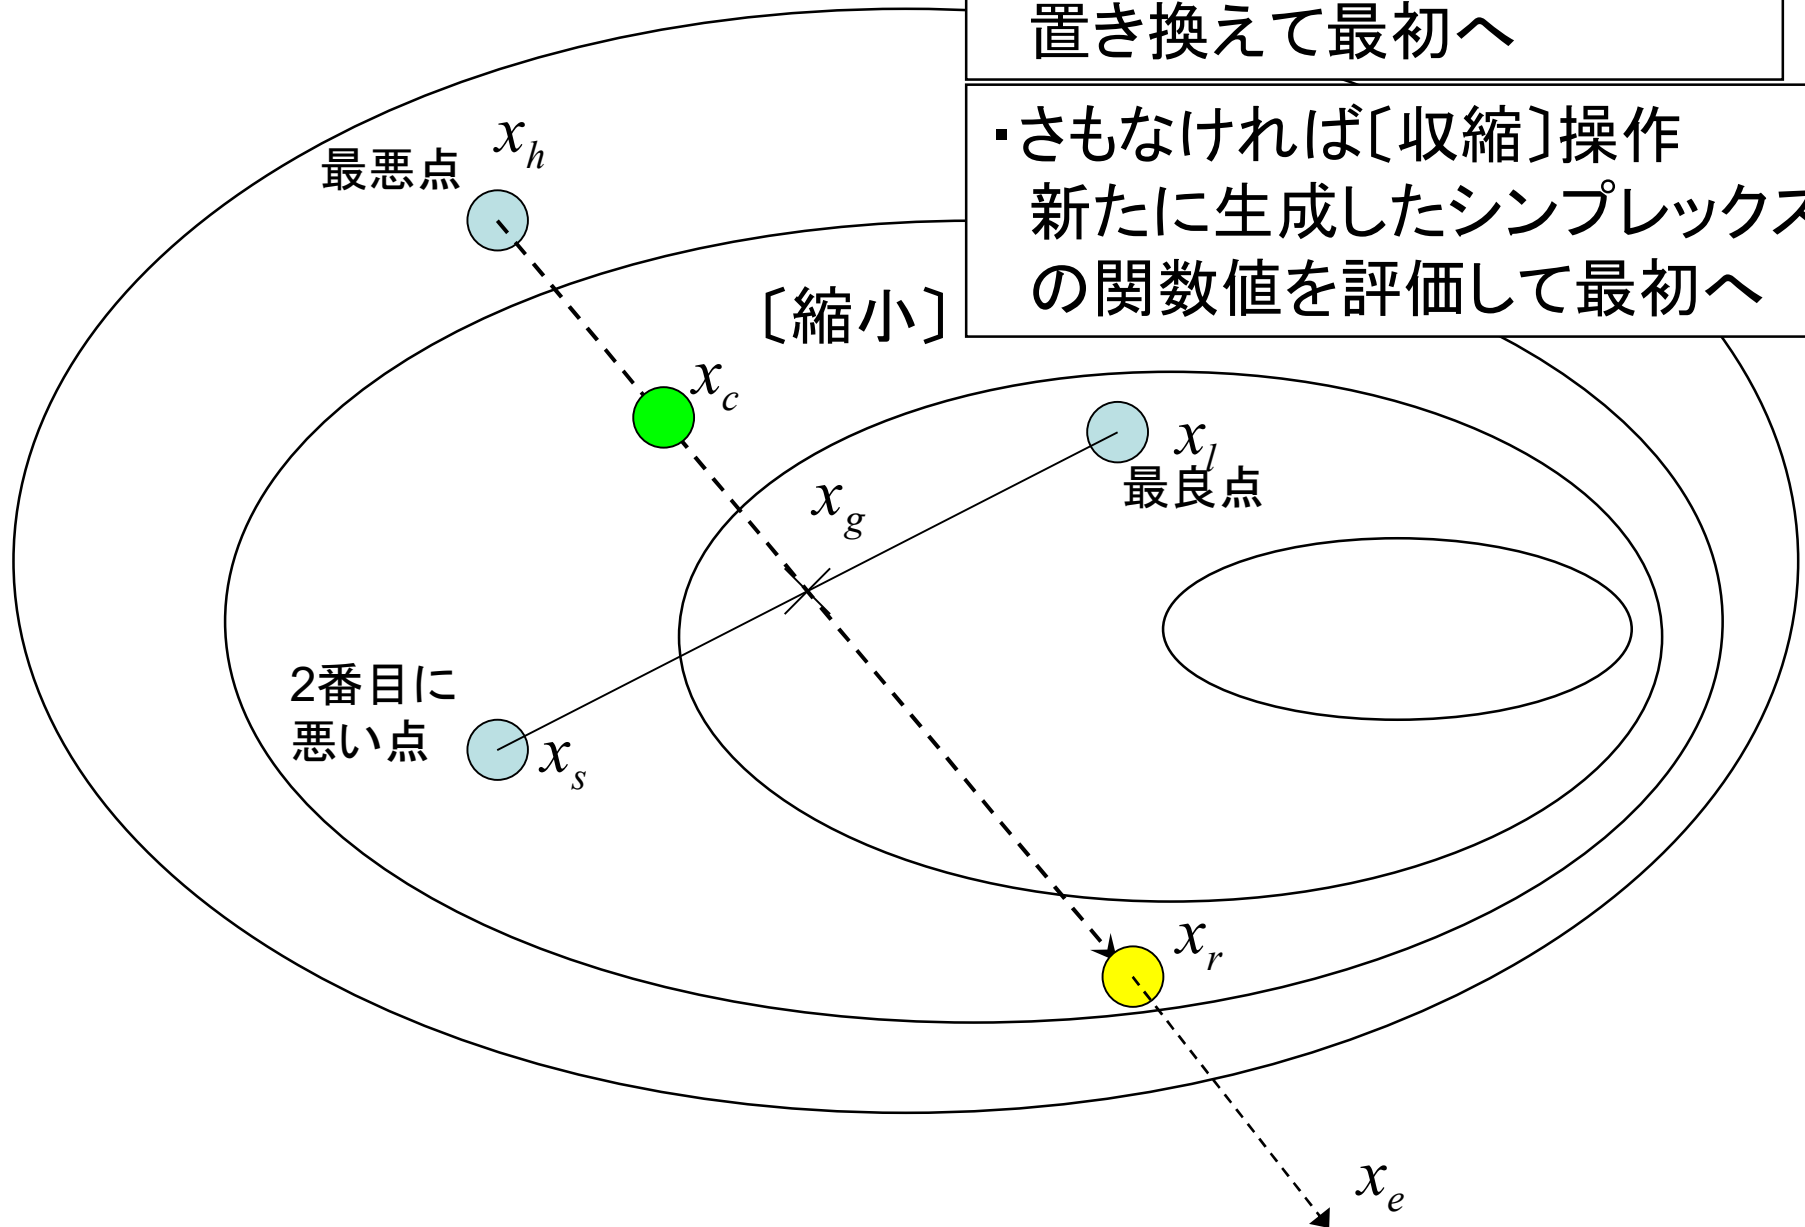 置き換えて最初へ
・さもなければ〔収縮〕操作
新たに生成したシンプレックス
の関数値を評価して最初へ
x_h
最悪点
〔縮小〕
x_c
x_l
最良点
x_g
2番目に
悪い点
x_s
x_r
x_e